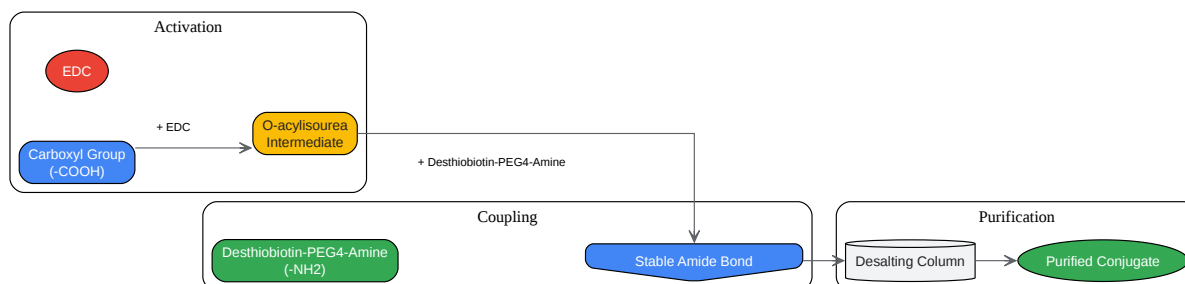 Activation
EDC
+ EDC
O-acylisourea
Intermediate
Carboxyl Group
(-COOH)
+ Desthiobiotin-PEG4-Amine
Coupling
Purification
Desthiobiotin-PEG4-Amine
(-NH2)
Stable Amide Bond
Desalting Column
Purified Conjugate